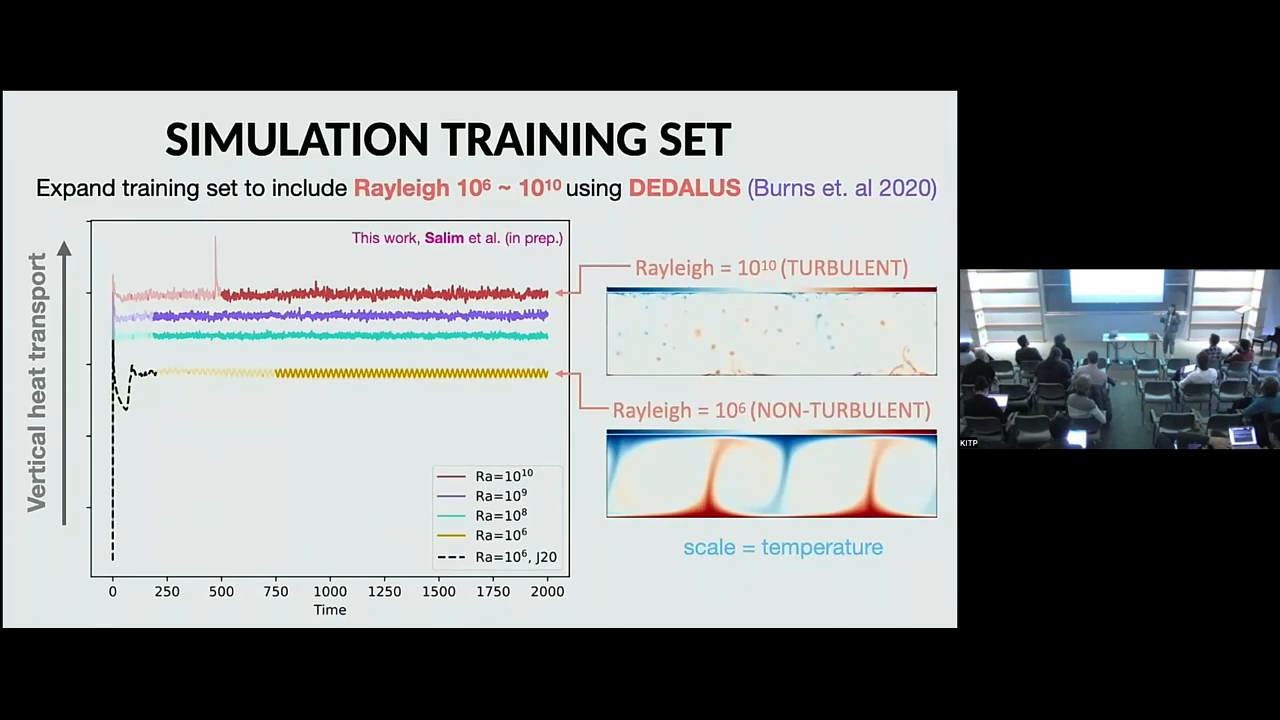 SIMULATION TRAINING SET
Expand training set to include Rayleigh 10⁶ ~ 10¹⁰ using DEDALUS (Burns et. al 2020)
This work, Salim et al. (in prep.)
Vertical heat transport
Ra=10¹⁰
Ra=10⁹
Ra=10⁸
Ra=10⁶
Ra=10⁶, J20
0 250 500 750 1000 1250 1500 1750 2000
Time
Rayleigh = 10¹⁰ (TURBULENT)
Rayleigh = 10⁶ (NON-TURBULENT)
scale = temperature
KITP